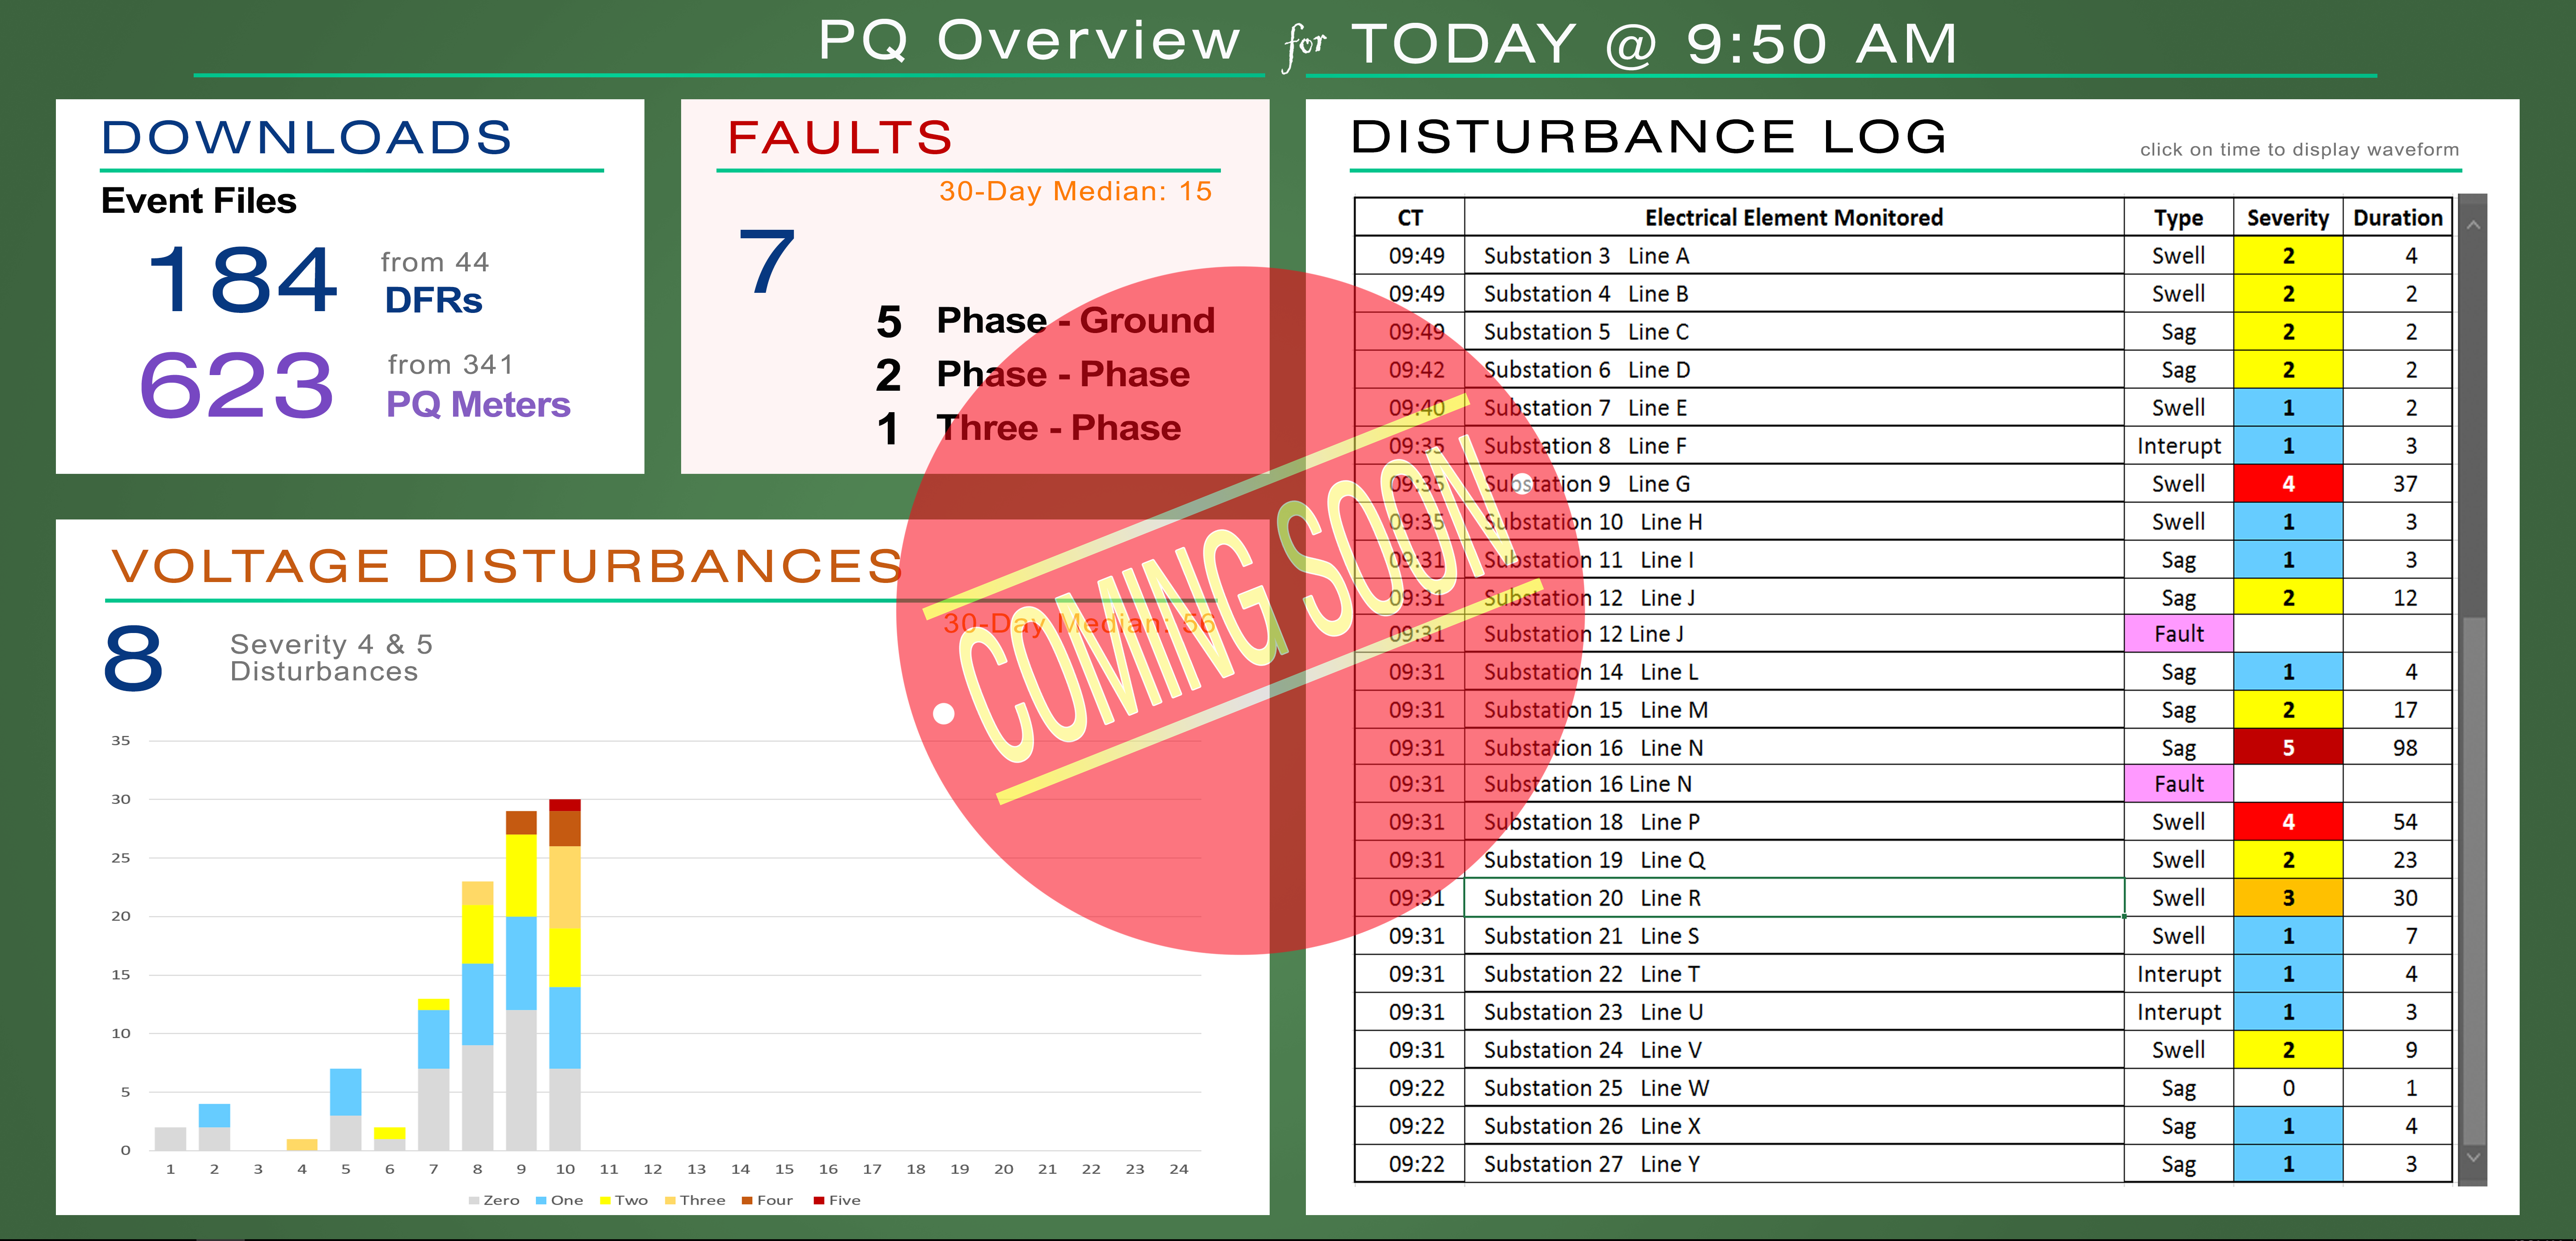 PQ Overview for TODAY @ 9:50 AM
DOWNLOADS
Event Files
184 from 44 DFRs
623 from 341 PQ Meters
FAULTS
30-Day Median: 15
7
5 Phase - Ground
2 Phase - Phase
1 Three - Phase
VOLTAGE DISTURBANCES
30-Day Median: 56
8 Severity 4 & 5
Disturbances
35
30
25
20
15
10
5
0
1 2 3 4 5 6 7 8 9 10 11 12 13 14 15 16 17 18 19 20 21 22 23 24
Zero One Two Three Four Five
COMING SOON
DISTURBANCE LOG
click on time to display waveform
CT Electrical Element Monitored Type Severity Duration
09:49 Substation 3 Line A Swell 2 4
09:49 Substation 4 Line B Swell 2 2
09:49 Substation 5 Line C Sag 2 2
09:42 Substation 6 Line D Sag 2 2
09:40 Substation 7 Line E Swell 1 2
09:35 Substation 8 Line F Interupt 1 3
09:35 Substation 9 Line G Swell 4 37
09:35 Substation 10 Line H Swell 1 3
09:31 Substation 11 Line I Sag 1 3
09:31 Substation 12 Line J Sag 2 12
09:31 Substation 12 Line J Fault
09:31 Substation 14 Line L Sag 1 4
09:31 Substation 15 Line M Sag 2 17
09:31 Substation 16 Line N Sag 5 98
09:31 Substation 16 Line N Fault
09:31 Substation 18 Line P Swell 4 54
09:31 Substation 19 Line Q Swell 2 23
09:31 Substation 20 Line R Swell 3 30
09:31 Substation 21 Line S Swell 1 7
09:31 Substation 22 Line T Interupt 1 4
09:31 Substation 23 Line U Interupt 1 3
09:31 Substation 24 Line V Swell 2 9
09:22 Substation 25 Line W Sag 0 1
09:22 Substation 26 Line X Sag 1 4
09:22 Substation 27 Line Y Sag 1 3